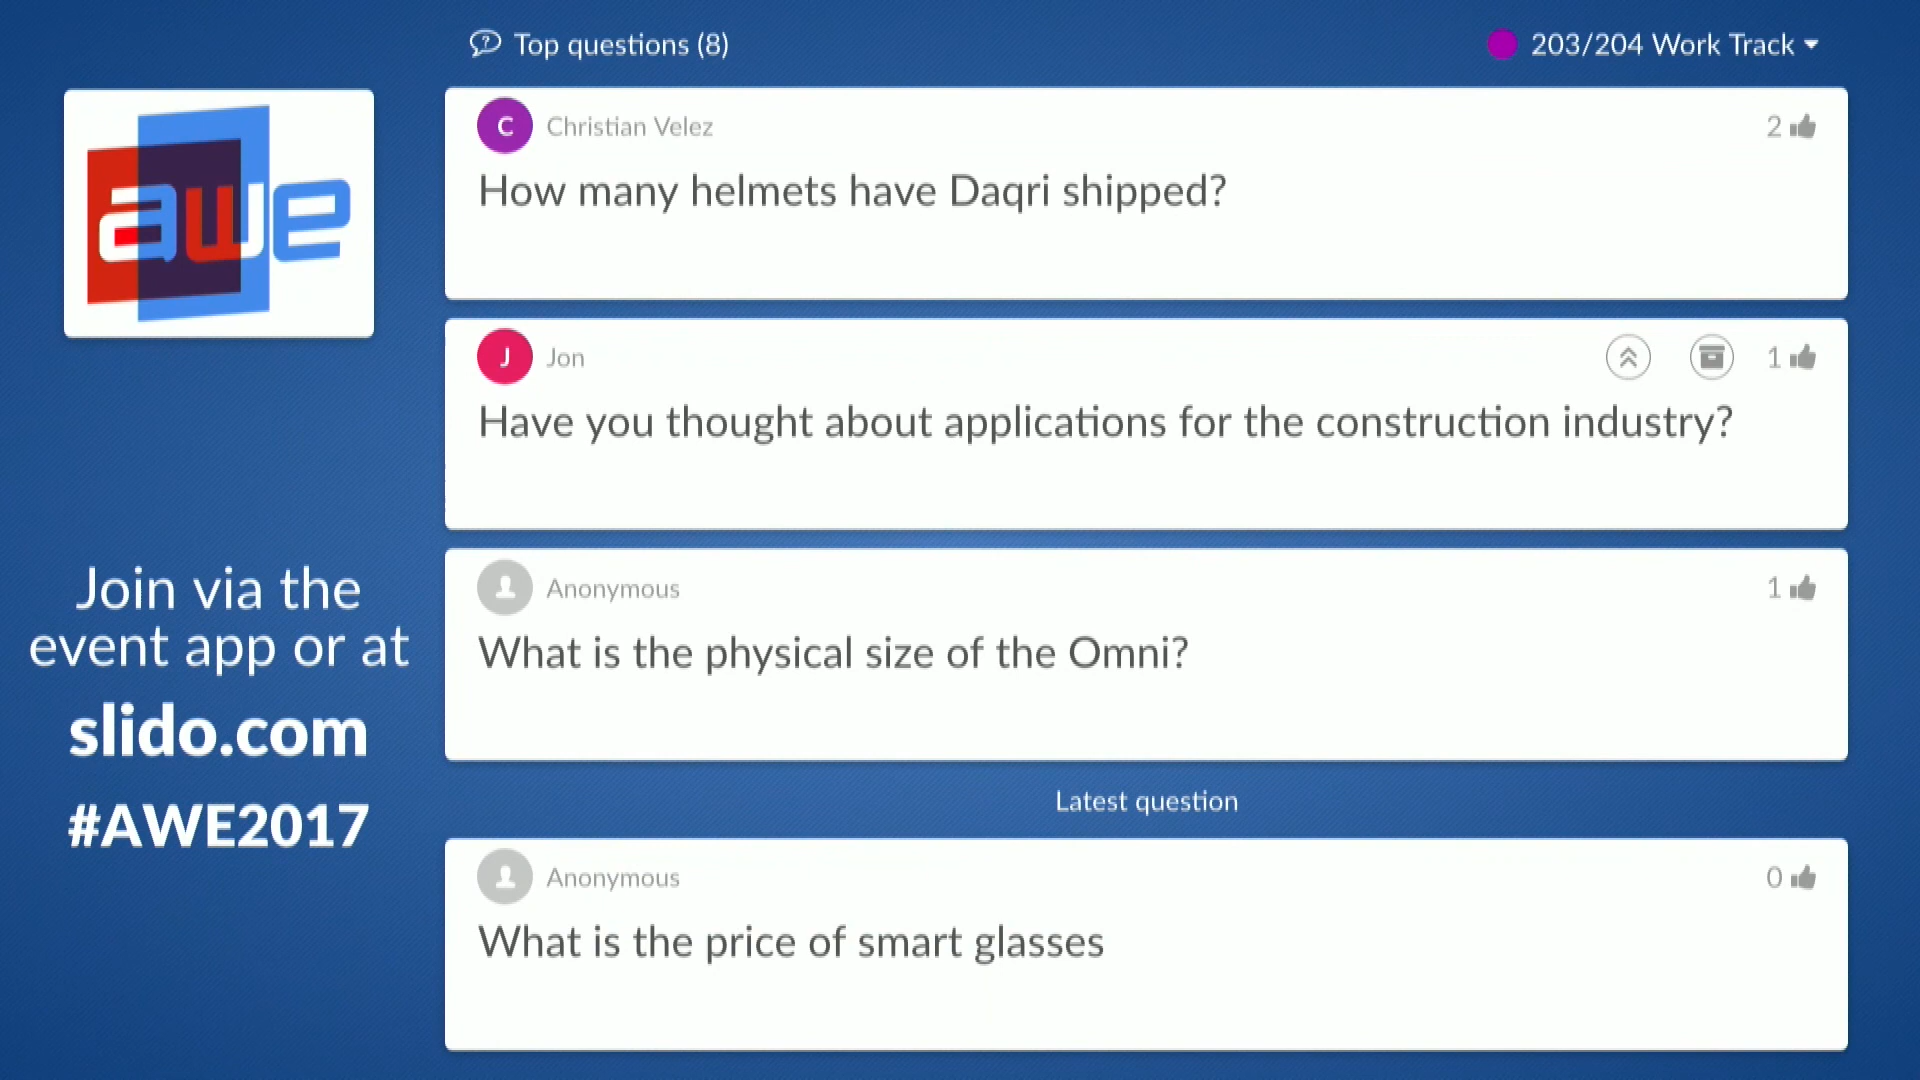 Top questions (8)
203/204 Work Track
awe
Join via the
event app or at
slido.com
#AWE2017
C Christian Velez
2
How many helmets have Daqri shipped?
J Jon
1
Have you thought about applications for the construction industry?
Anonymous
1
What is the physical size of the Omni?
Latest question
Anonymous
0
What is the price of smart glasses